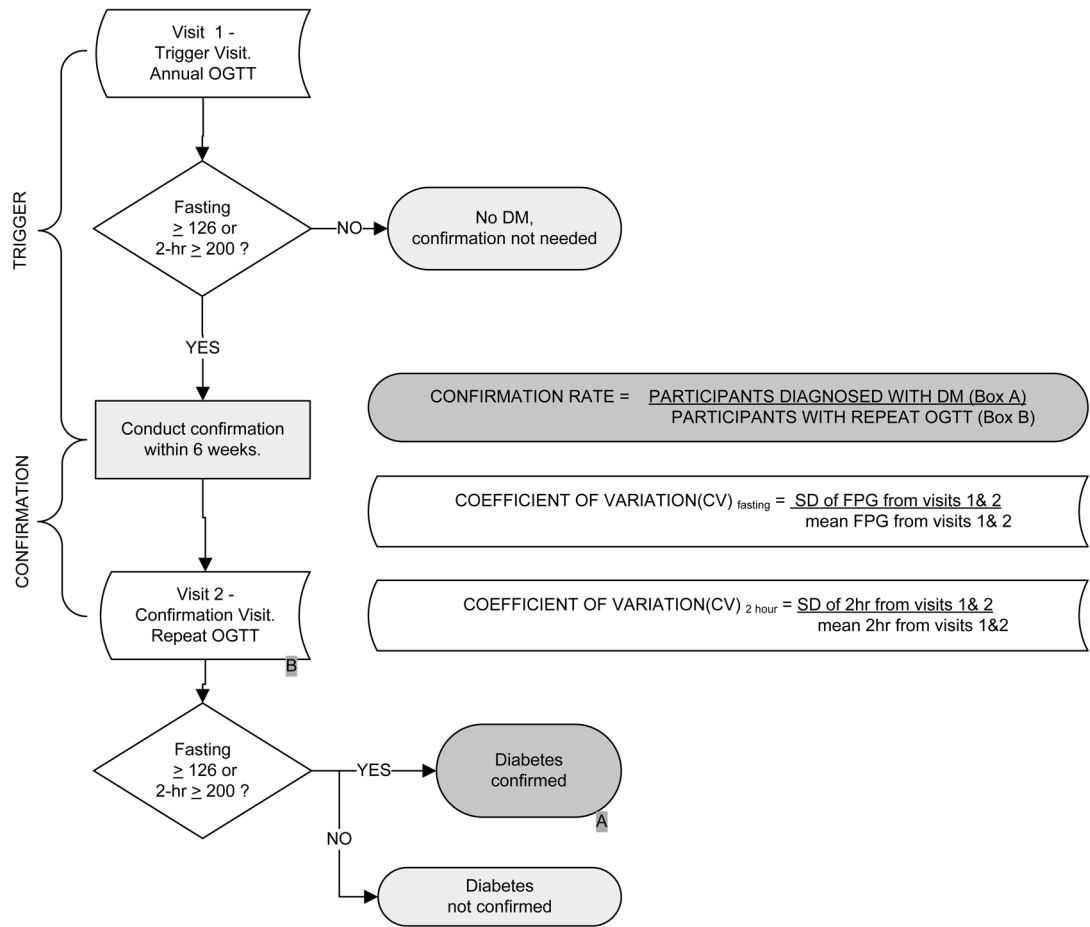 Visit 1 -
Trigger Visit.
Annual OGTT
TRIGGER
Fasting
≥ 126 or
2-hr ≥ 200 ?
NO
No DM,
confirmation not needed
YES
Conduct confirmation
within 6 weeks.
CONFIRMATION RATE = PARTICIPANTS DIAGNOSED WITH DM (Box A)
PARTICIPANTS WITH REPEAT OGTT (Box B)
CONFIRMATION
COEFFICIENT OF VARIATION(CV) fasting = SD of FPG from visits 1& 2
mean FPG from visits 1& 2
Visit 2 -
Confirmation Visit.
Repeat OGTT
B
COEFFICIENT OF VARIATION(CV) 2 hour = SD of 2hr from visits 1& 2
mean 2hr from visits 1&2
Fasting
≥ 126 or
2-hr ≥ 200 ?
YES
Diabetes
confirmed
A
NO
Diabetes
not confirmed